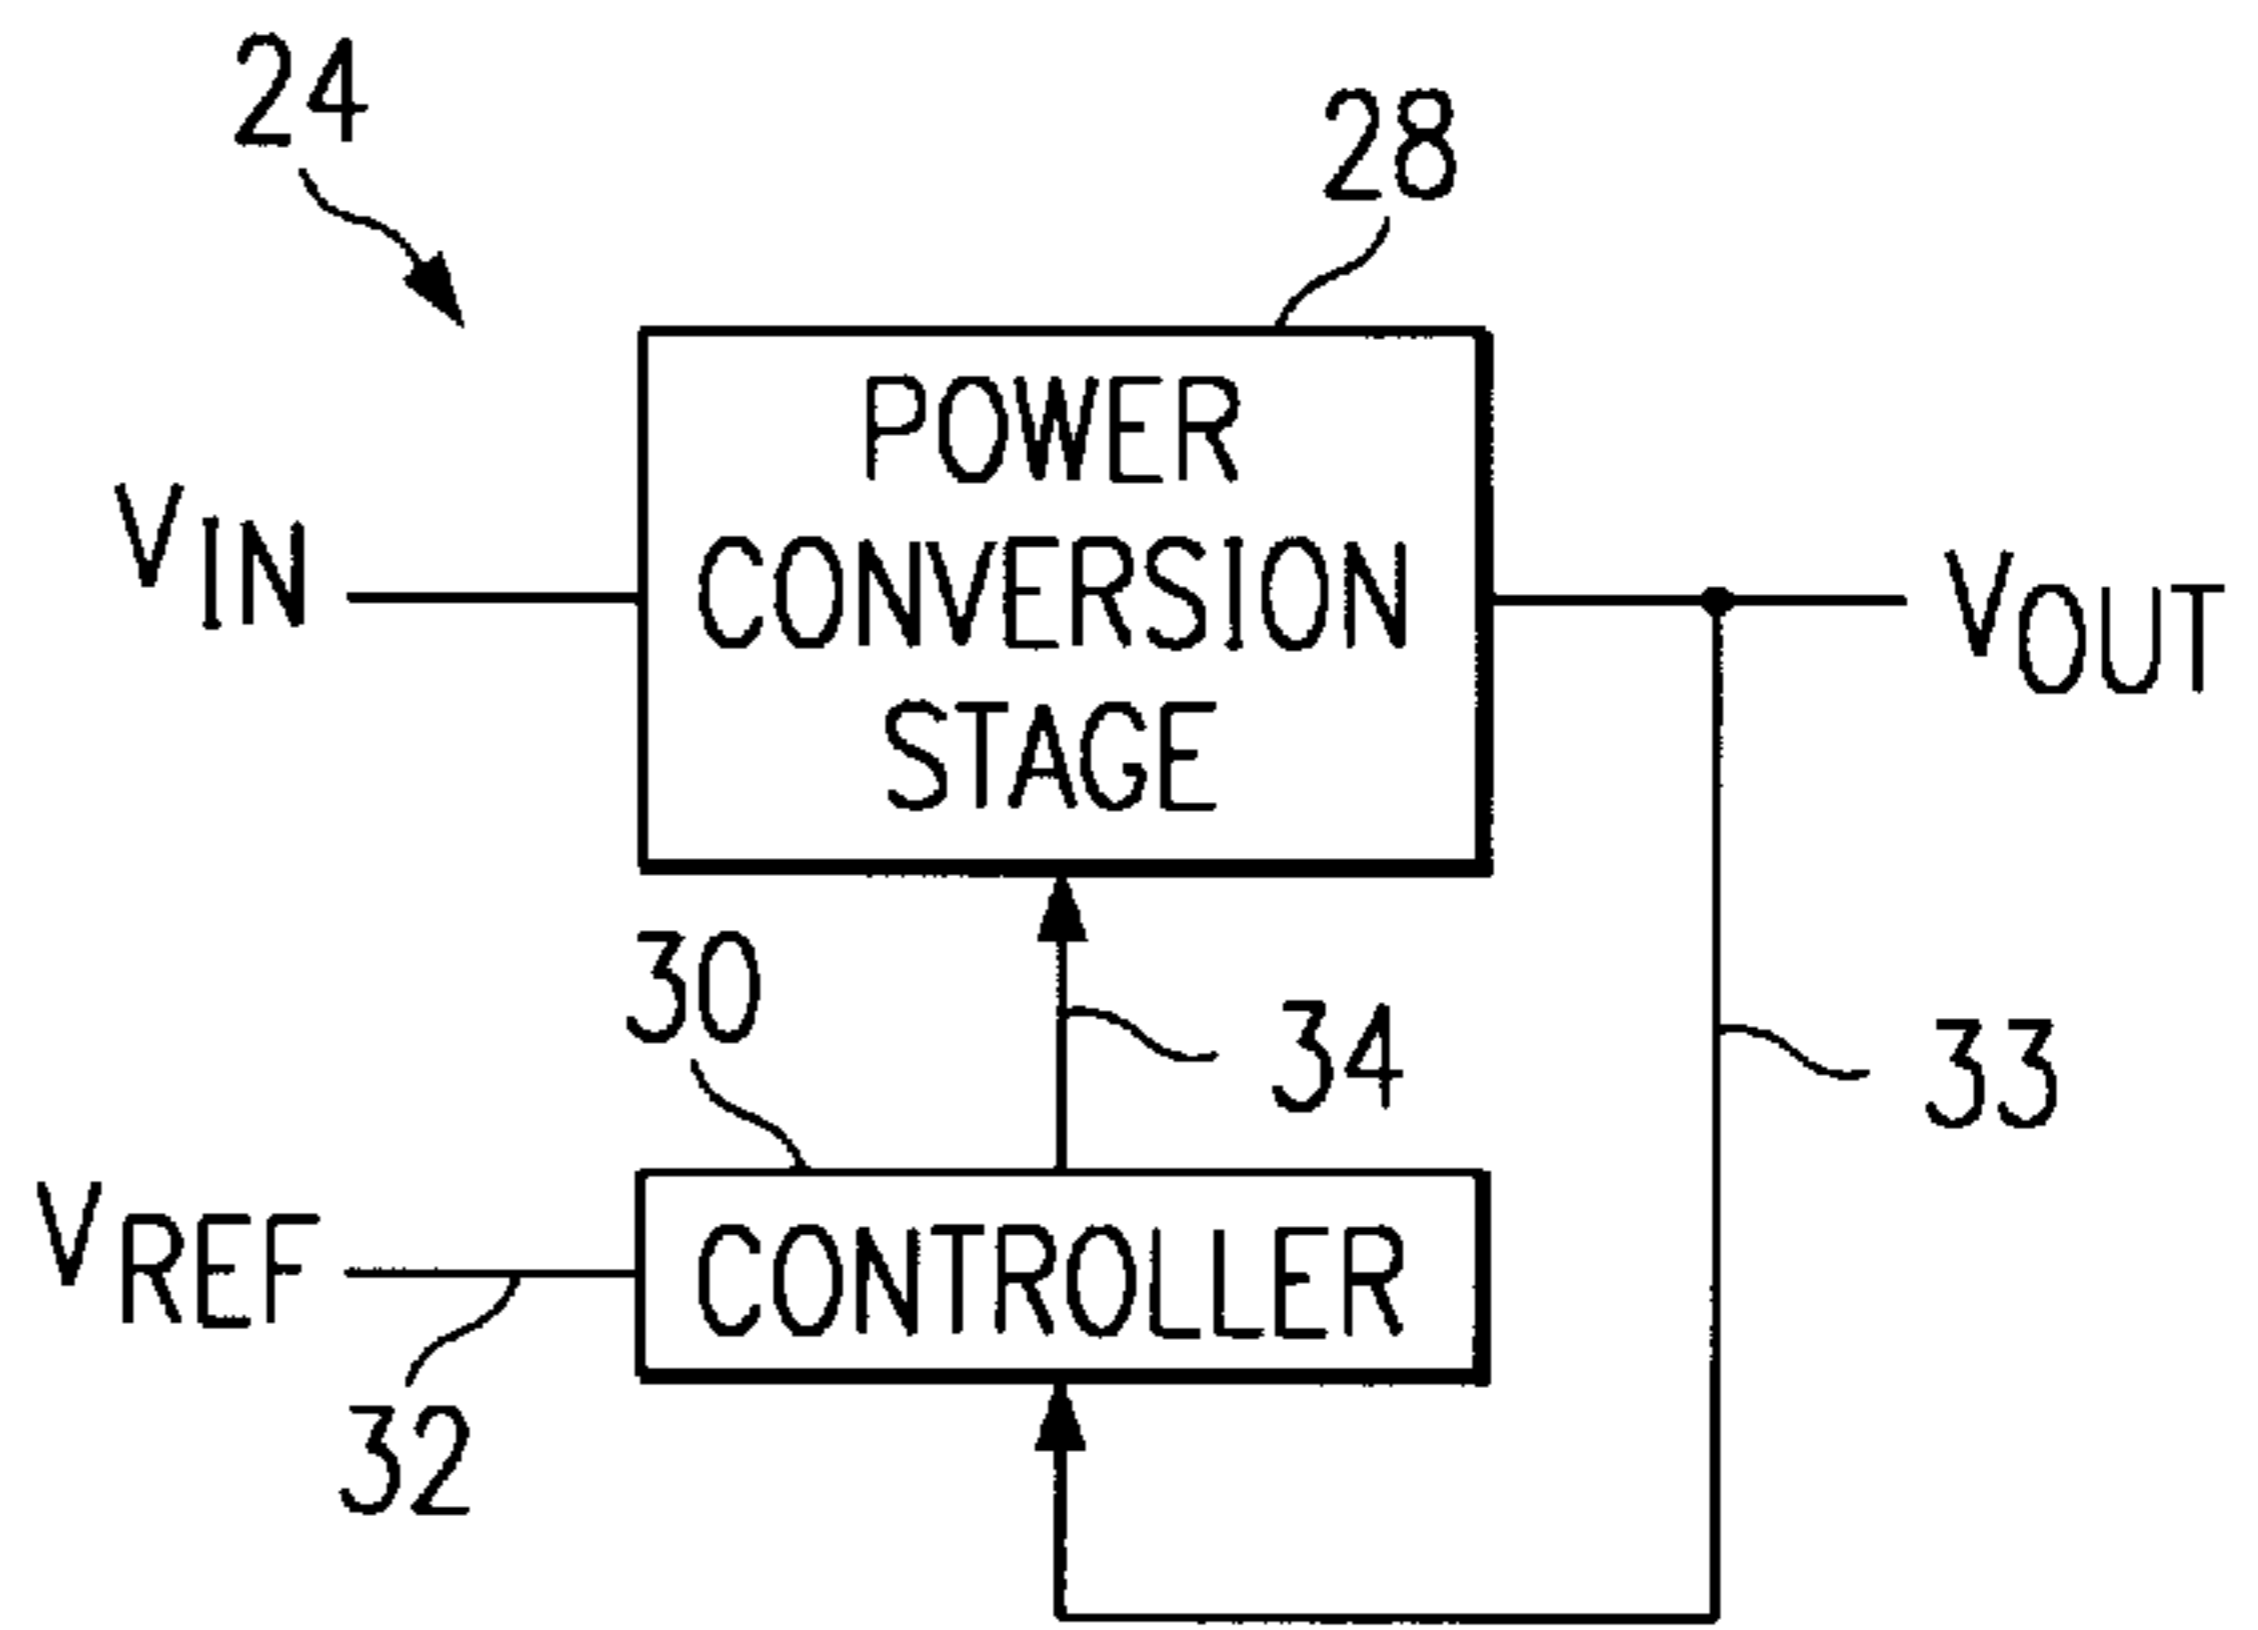 24
28
POWER
CONVERSION
STAGE
VIN
VOUT
30
34
33
VREF
CONTROLLER
32